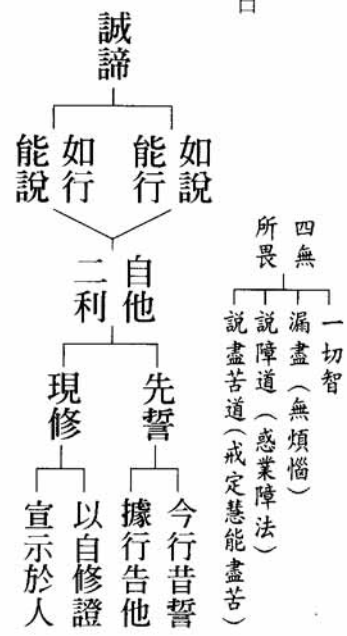 四無
所畏
一切智
漏盡（無煩惱）
說障道（惑業障法）
說盡苦道（戒定慧能盡苦）
誠諦
如說
能行
如行
能說
自他
二利
先誓
今行昔誓
據行告他
現修
以自修證
宣示於人